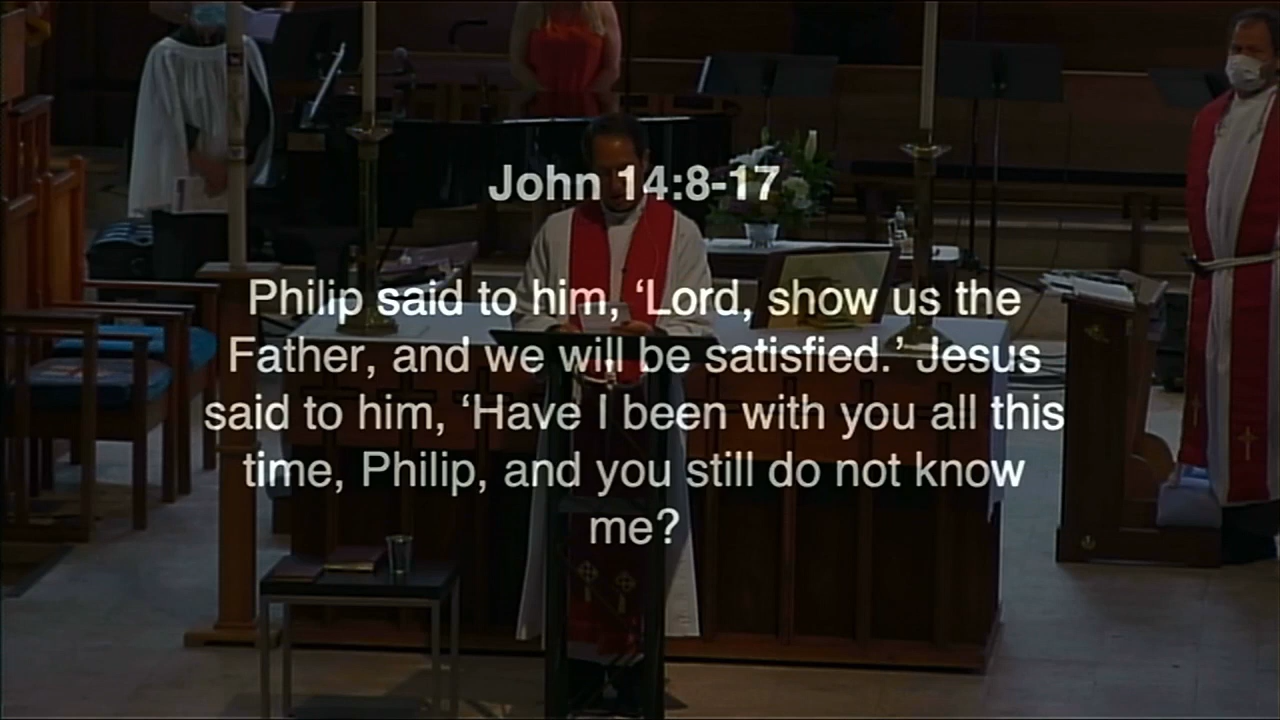 John 14:8-17
Philip said to him, ‘Lord, show us the
Father, and we will be satisfied.’ Jesus
said to him, ‘Have I been with you all this
time, Philip, and you still do not know
me?